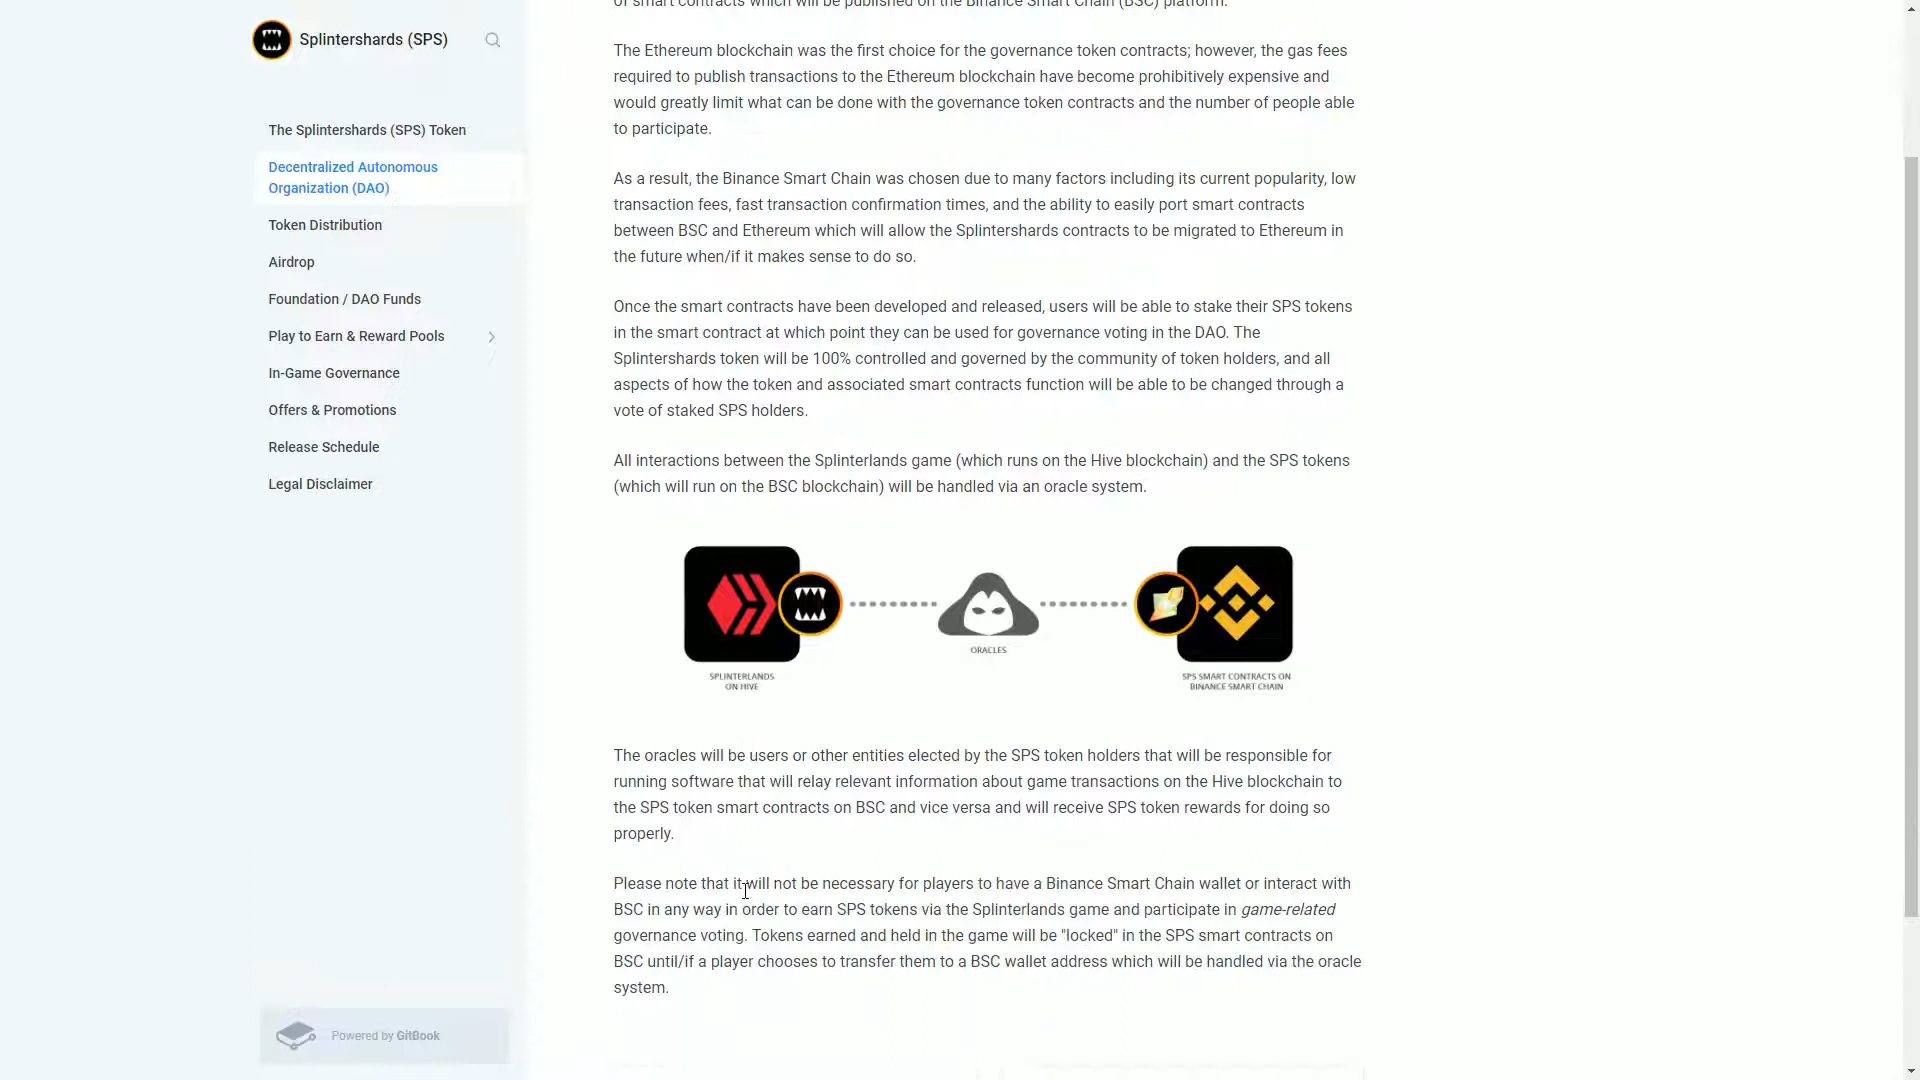 Splintershards (SPS)
The Splintershards (SPS) Token
Decentralized Autonomous
Organization (DAO)
Token Distribution
Airdrop
Foundation / DAO Funds
Play to Earn & Reward Pools
In-Game Governance
Offers & Promotions
Release Schedule
Legal Disclaimer
Powered by GitBook
of smart contracts which will be published on the Binance Smart Chain (BSC) platform.
The Ethereum blockchain was the first choice for the governance token contracts; however, the gas fees
required to publish transactions to the Ethereum blockchain have become prohibitively expensive and
would greatly limit what can be done with the governance token contracts and the number of people able
to participate.
As a result, the Binance Smart Chain was chosen due to many factors including its current popularity, low
transaction fees, fast transaction confirmation times, and the ability to easily port smart contracts
between BSC and Ethereum which will allow the Splintershards contracts to be migrated to Ethereum in
the future when/if it makes sense to do so.
Once the smart contracts have been developed and released, users will be able to stake their SPS tokens
in the smart contract at which point they can be used for governance voting in the DAO. The
Splintershards token will be 100% controlled and governed by the community of token holders, and all
aspects of how the token and associated smart contracts function will be able to be changed through a
vote of staked SPS holders.
All interactions between the Splinterlands game (which runs on the Hive blockchain) and the SPS tokens
(which will run on the BSC blockchain) will be handled via an oracle system.
ORACLES
SPLINTERLANDS
ON HIVE
SPS SMART CONTRACTS ON
BINANCE SMART CHAIN
The oracles will be users or other entities elected by the SPS token holders that will be responsible for
running software that will relay relevant information about game transactions on the Hive blockchain to
the SPS token smart contracts on BSC and vice versa and will receive SPS token rewards for doing so
properly.
Please note that it will not be necessary for players to have a Binance Smart Chain wallet or interact with
BSC in any way in order to earn SPS tokens via the Splinterlands game and participate in game-related
governance voting. Tokens earned and held in the game will be "locked" in the SPS smart contracts on
BSC until/if a player chooses to transfer them to a BSC wallet address which will be handled via the oracle
system.